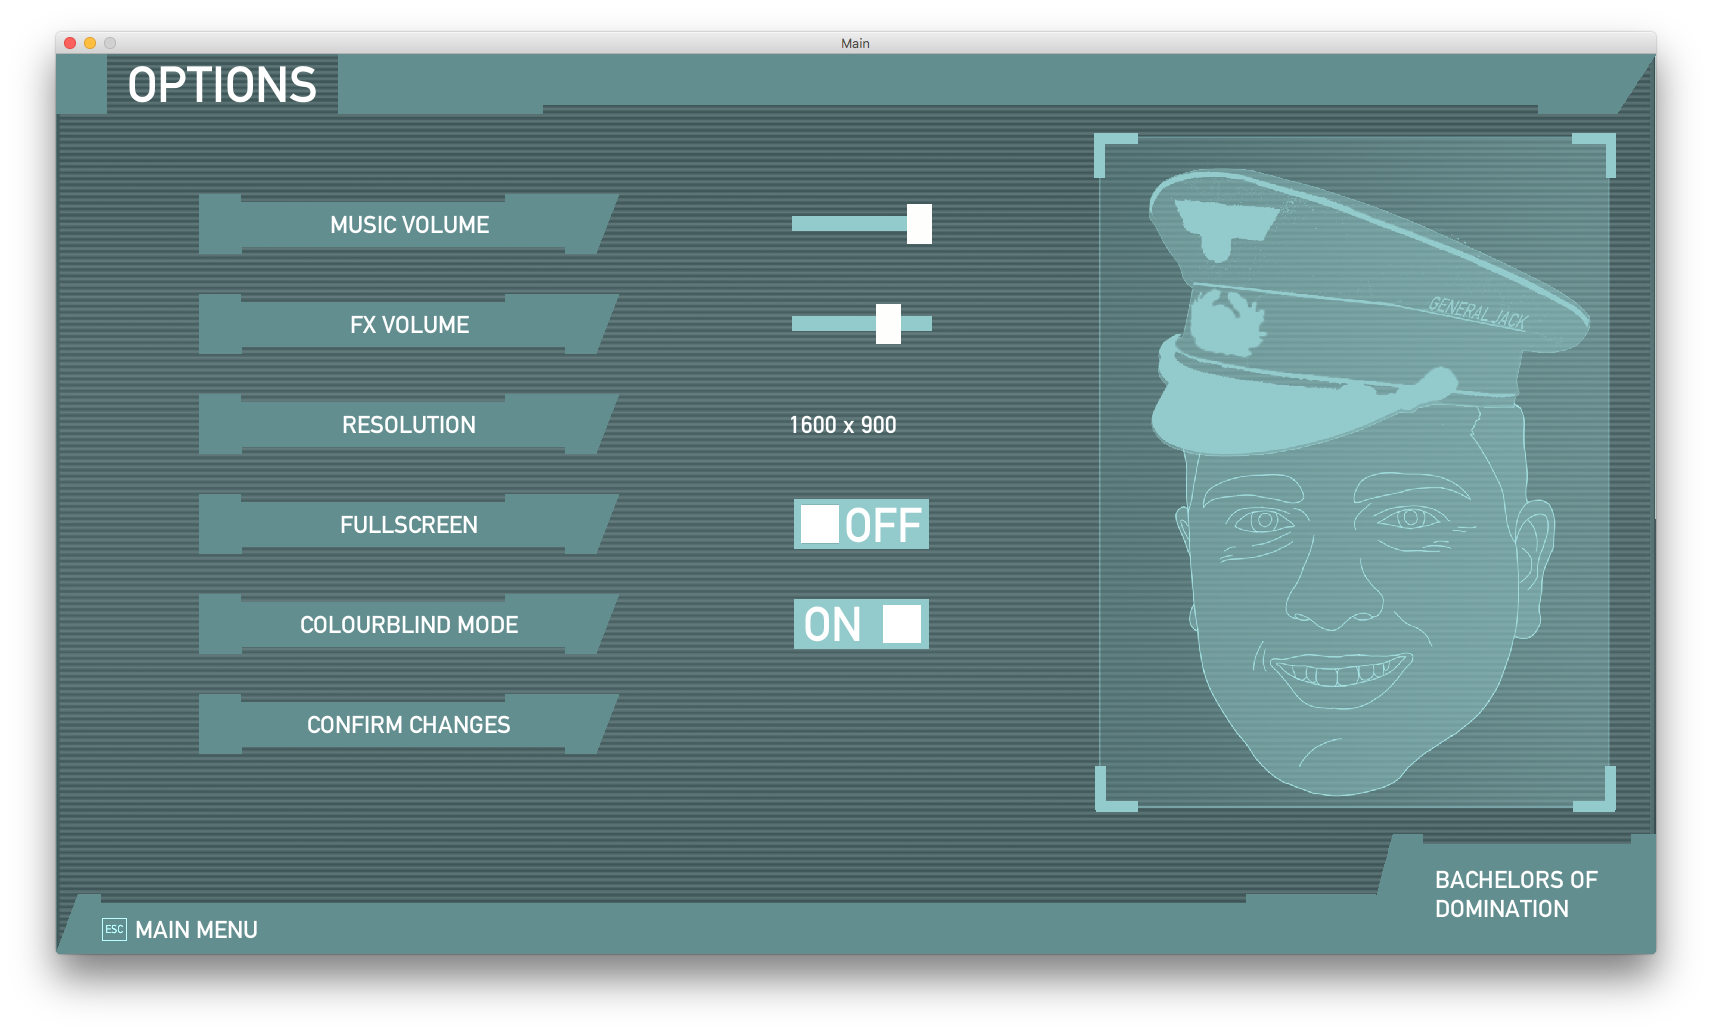 Main
OPTIONS
MUSIC VOLUME
FX VOLUME
RESOLUTION
1600 x 900
FULLSCREEN
OFF
COLOURBLIND MODE
ON
CONFIRM CHANGES
GENERAL JACK
BACHELORS OF
DOMINATION
ESC MAIN MENU